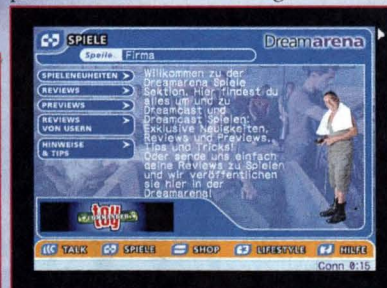 SPIELE
Dreamarena
Spiele Firma
SPIELENEUHEITEN >
REVIEWS >
PREVIEWS >
REVIEWS >
VON USERN
HINWEISE >
& TIPS
Willkommen zu der
Dreamarena Spiele
Sektion. Hier findest du
alles um und zu
Dreamcast und
Dreamcast Spielen:
Exklusive Neuigkeiten,
Reviews und Previews,
Tips und Tricks!
Oder sende uns einfach
deine Reviews zu Spielen
und wir veröffentlichen
sie hier in der
Dreamarena!
toy
TALK SPIELE SHOP LIFESTYLE HILFE
Conn 0:15